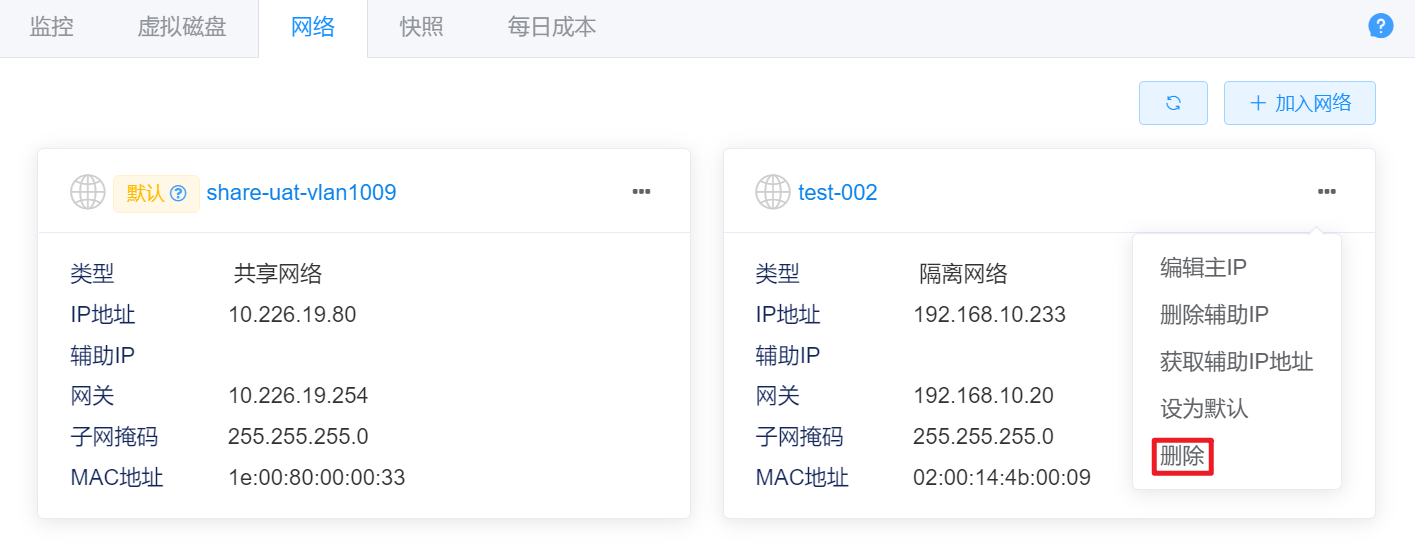 监控 虚拟磁盘 网络 快照 每日成本
加入网络
默认 share-uat-vlan1009
类型 共享网络
IP地址 10.226.19.80
辅助IP
网关 10.226.19.254
子网掩码 255.255.255.0
MAC地址 1e:00:80:00:00:33
test-002
类型 隔离网络
IP地址 192.168.10.233
辅助IP
网关 192.168.10.20
子网掩码 255.255.255.0
MAC地址 02:00:14:4b:00:09
编辑主IP
删除辅助IP
获取辅助IP地址
设为默认
删除